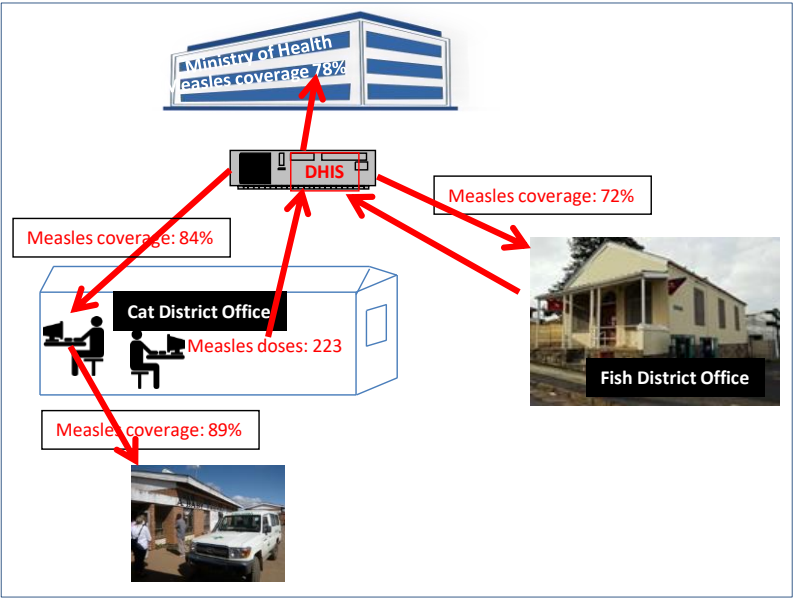 Ministry of Health
Measles coverage 78%
DHIS
Measles coverage: 72%
Measles coverage: 84%
Cat District Office
Measles doses: 223
Fish District Office
Measles coverage: 89%